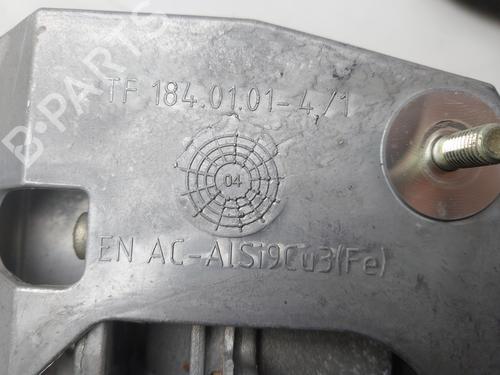 B-PARTS
TF 184.01.01-4/1
04
EN AC-AlSi9Cu3(Fe)